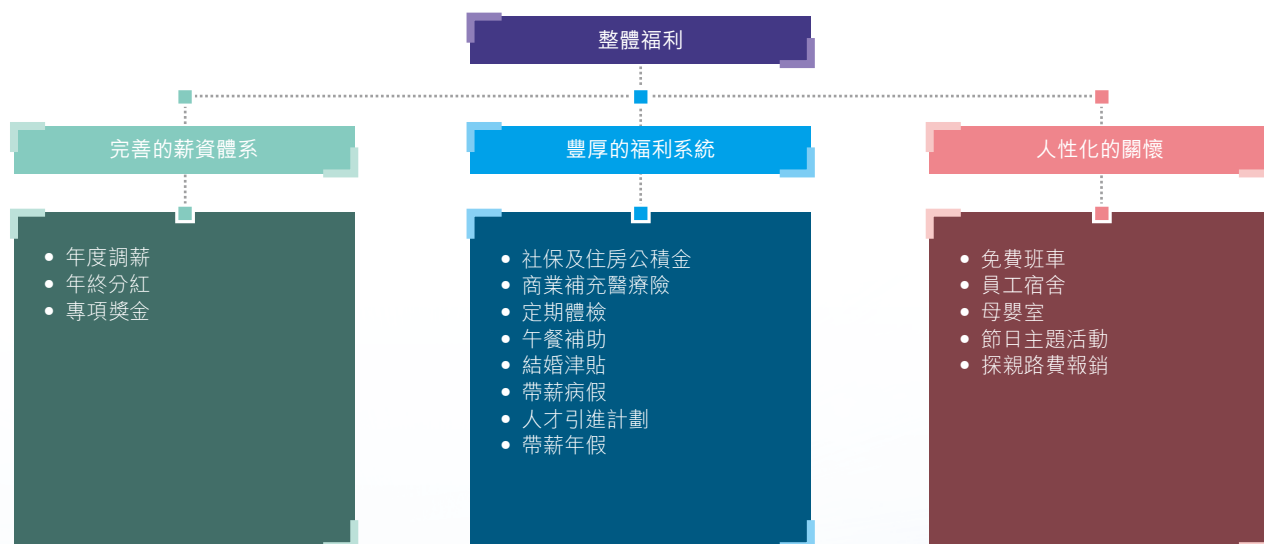 整體福利
完善的薪資體系
年度調薪
年終分紅
專項獎金
豐厚的福利系統
社保及住房公積金
商業補充醫療險
定期體檢
午餐補助
結婚津貼
帶薪病假
人才引進計劃
帶薪年假
人性化的關懷
免費班車
員工宿舍
母嬰室
節日主題活動
探親路費報銷